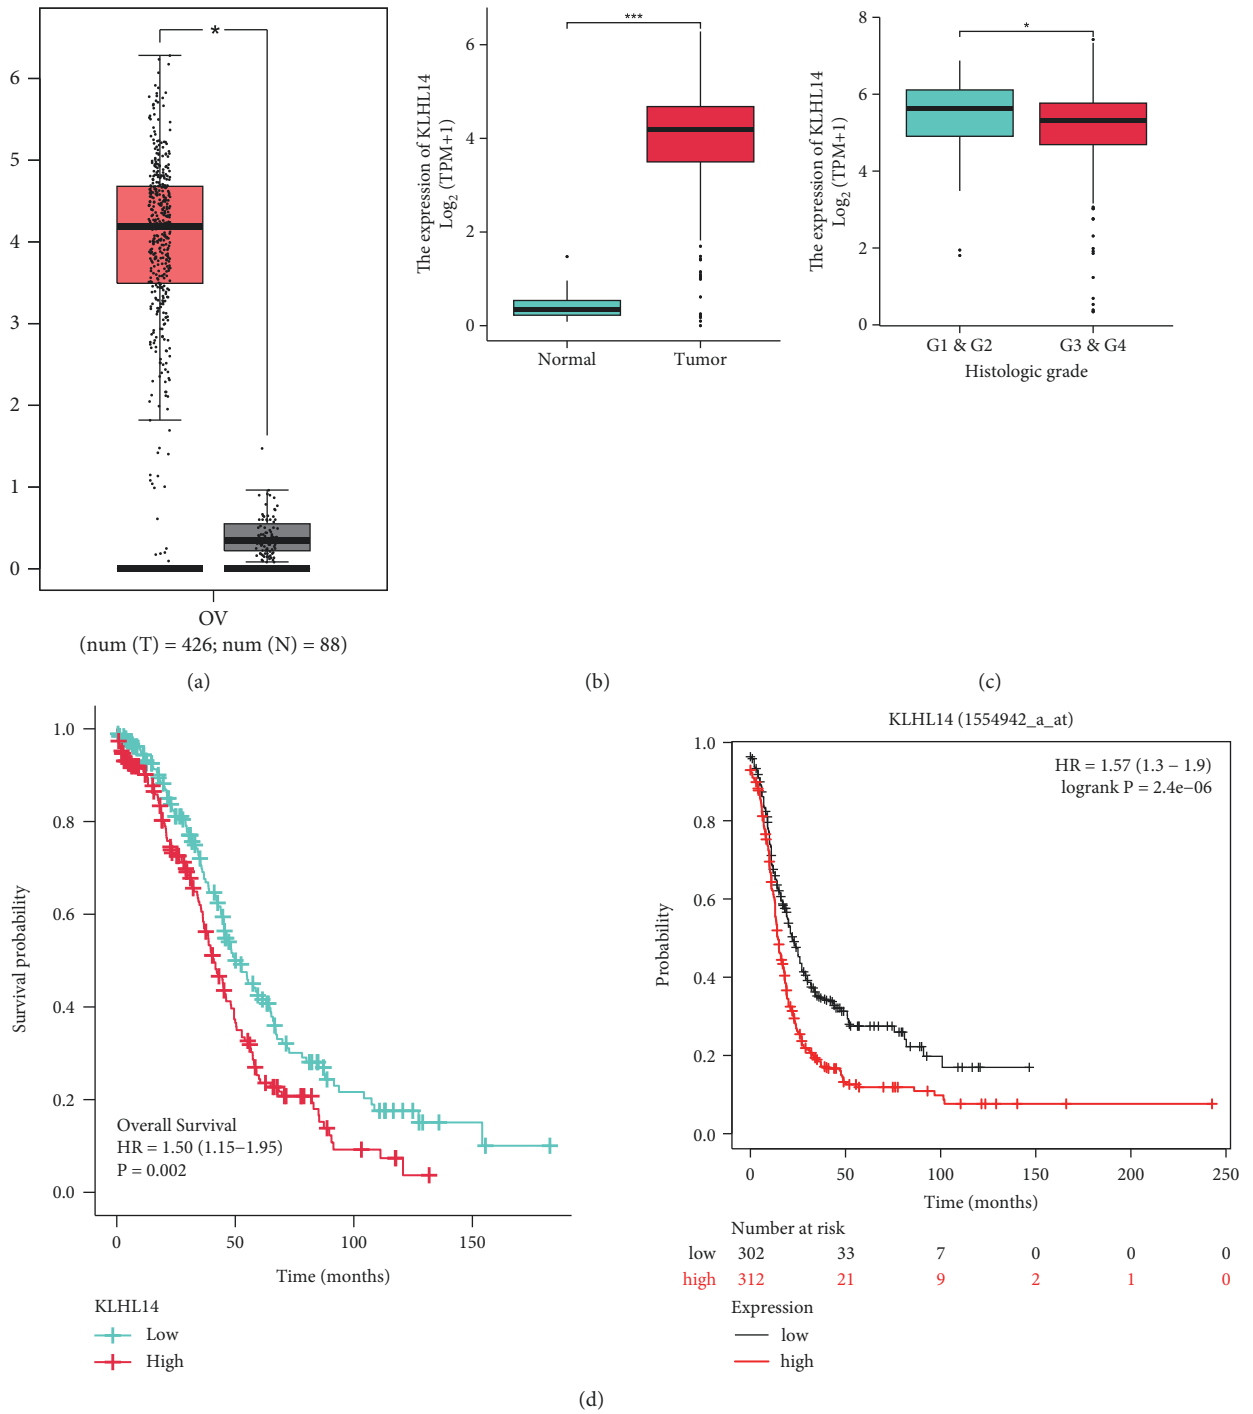 *
6
5
4
3
2
1
0
OV
(num (T) = 426; num (N) = 88)
(a)
***
The expression of KLHL14
Log₂ (TPM+1)
6
4
2
0
Normal
Tumor
(b)
*
The expression of KLHL14
Log₂ (TPM+1)
8
6
4
2
0
G1 & G2
G3 & G4
Histologic grade
(c)
Survival probability
1.0
0.8
0.6
0.4
0.2
0.0
Overall Survival
HR = 1.50 (1.15−1.95)
P = 0.002
0 50 100 150
Time (months)
KLHL14
Low
High
KLHL14 (1554942_a_at)
HR = 1.57 (1.3 − 1.9)
logrank P = 2.4e−06
Probability
1.0
0.8
0.6
0.4
0.2
0.0
0 50 100 150 200 250
Time (months)
Number at risk
low 302 33 7 0 0 0
high 312 21 9 2 1 0
Expression
low
high
(d)